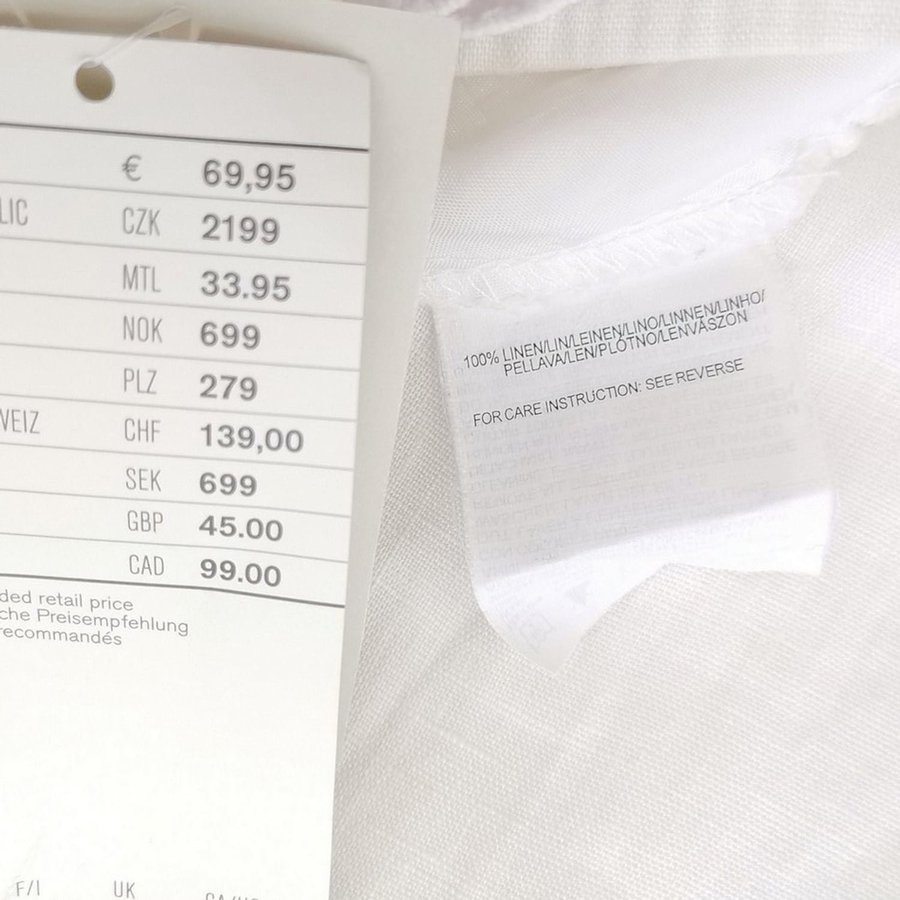 € 69,95
LIC CZK 2199
MTL 33.95
NOK 699
PLZ 279
WEIZ CHF 139,00
SEK 699
GBP 45.00
CAD 99.00
ded retail price
che Preisempfehlung
recommandés
F/I UK
100% LINEN/LIN/LEINEN/LINO/LINNEN/LINHO/
PELLAVA/LEN/PLÓTNO/LENVÁSZON
FOR CARE INSTRUCTION: SEE REVERSE